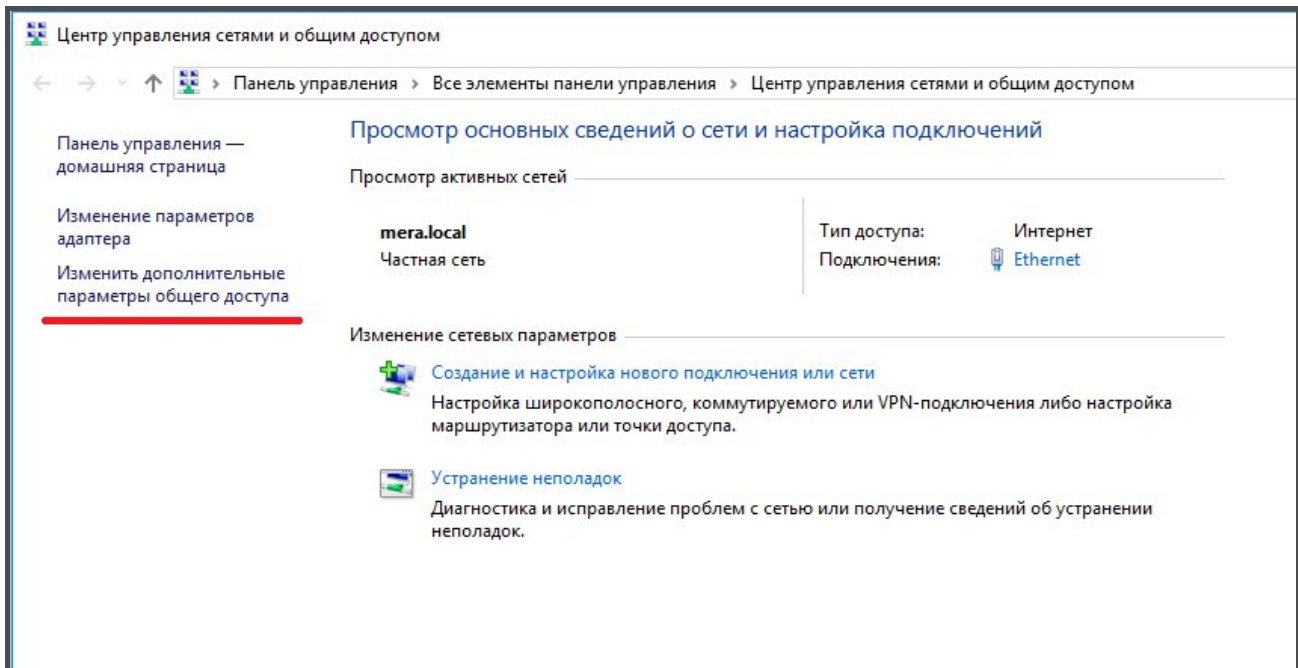 Центр управления сетями и общим доступом
Панель управления › Все элементы панели управления › Центр управления сетями и общим доступом
Панель управления —
домашняя страница
Изменение параметров
адаптера
Изменить дополнительные
параметры общего доступа
Просмотр основных сведений о сети и настройка подключений
Просмотр активных сетей
mera.local
Частная сеть
Тип доступа: Интернет
Подключения: Ethernet
Изменение сетевых параметров
Создание и настройка нового подключения или сети
Настройка широкополосного, коммутируемого или VPN-подключения либо настройка
маршрутизатора или точки доступа.
Устранение неполадок
Диагностика и исправление проблем с сетью или получение сведений об устранении
неполадок.